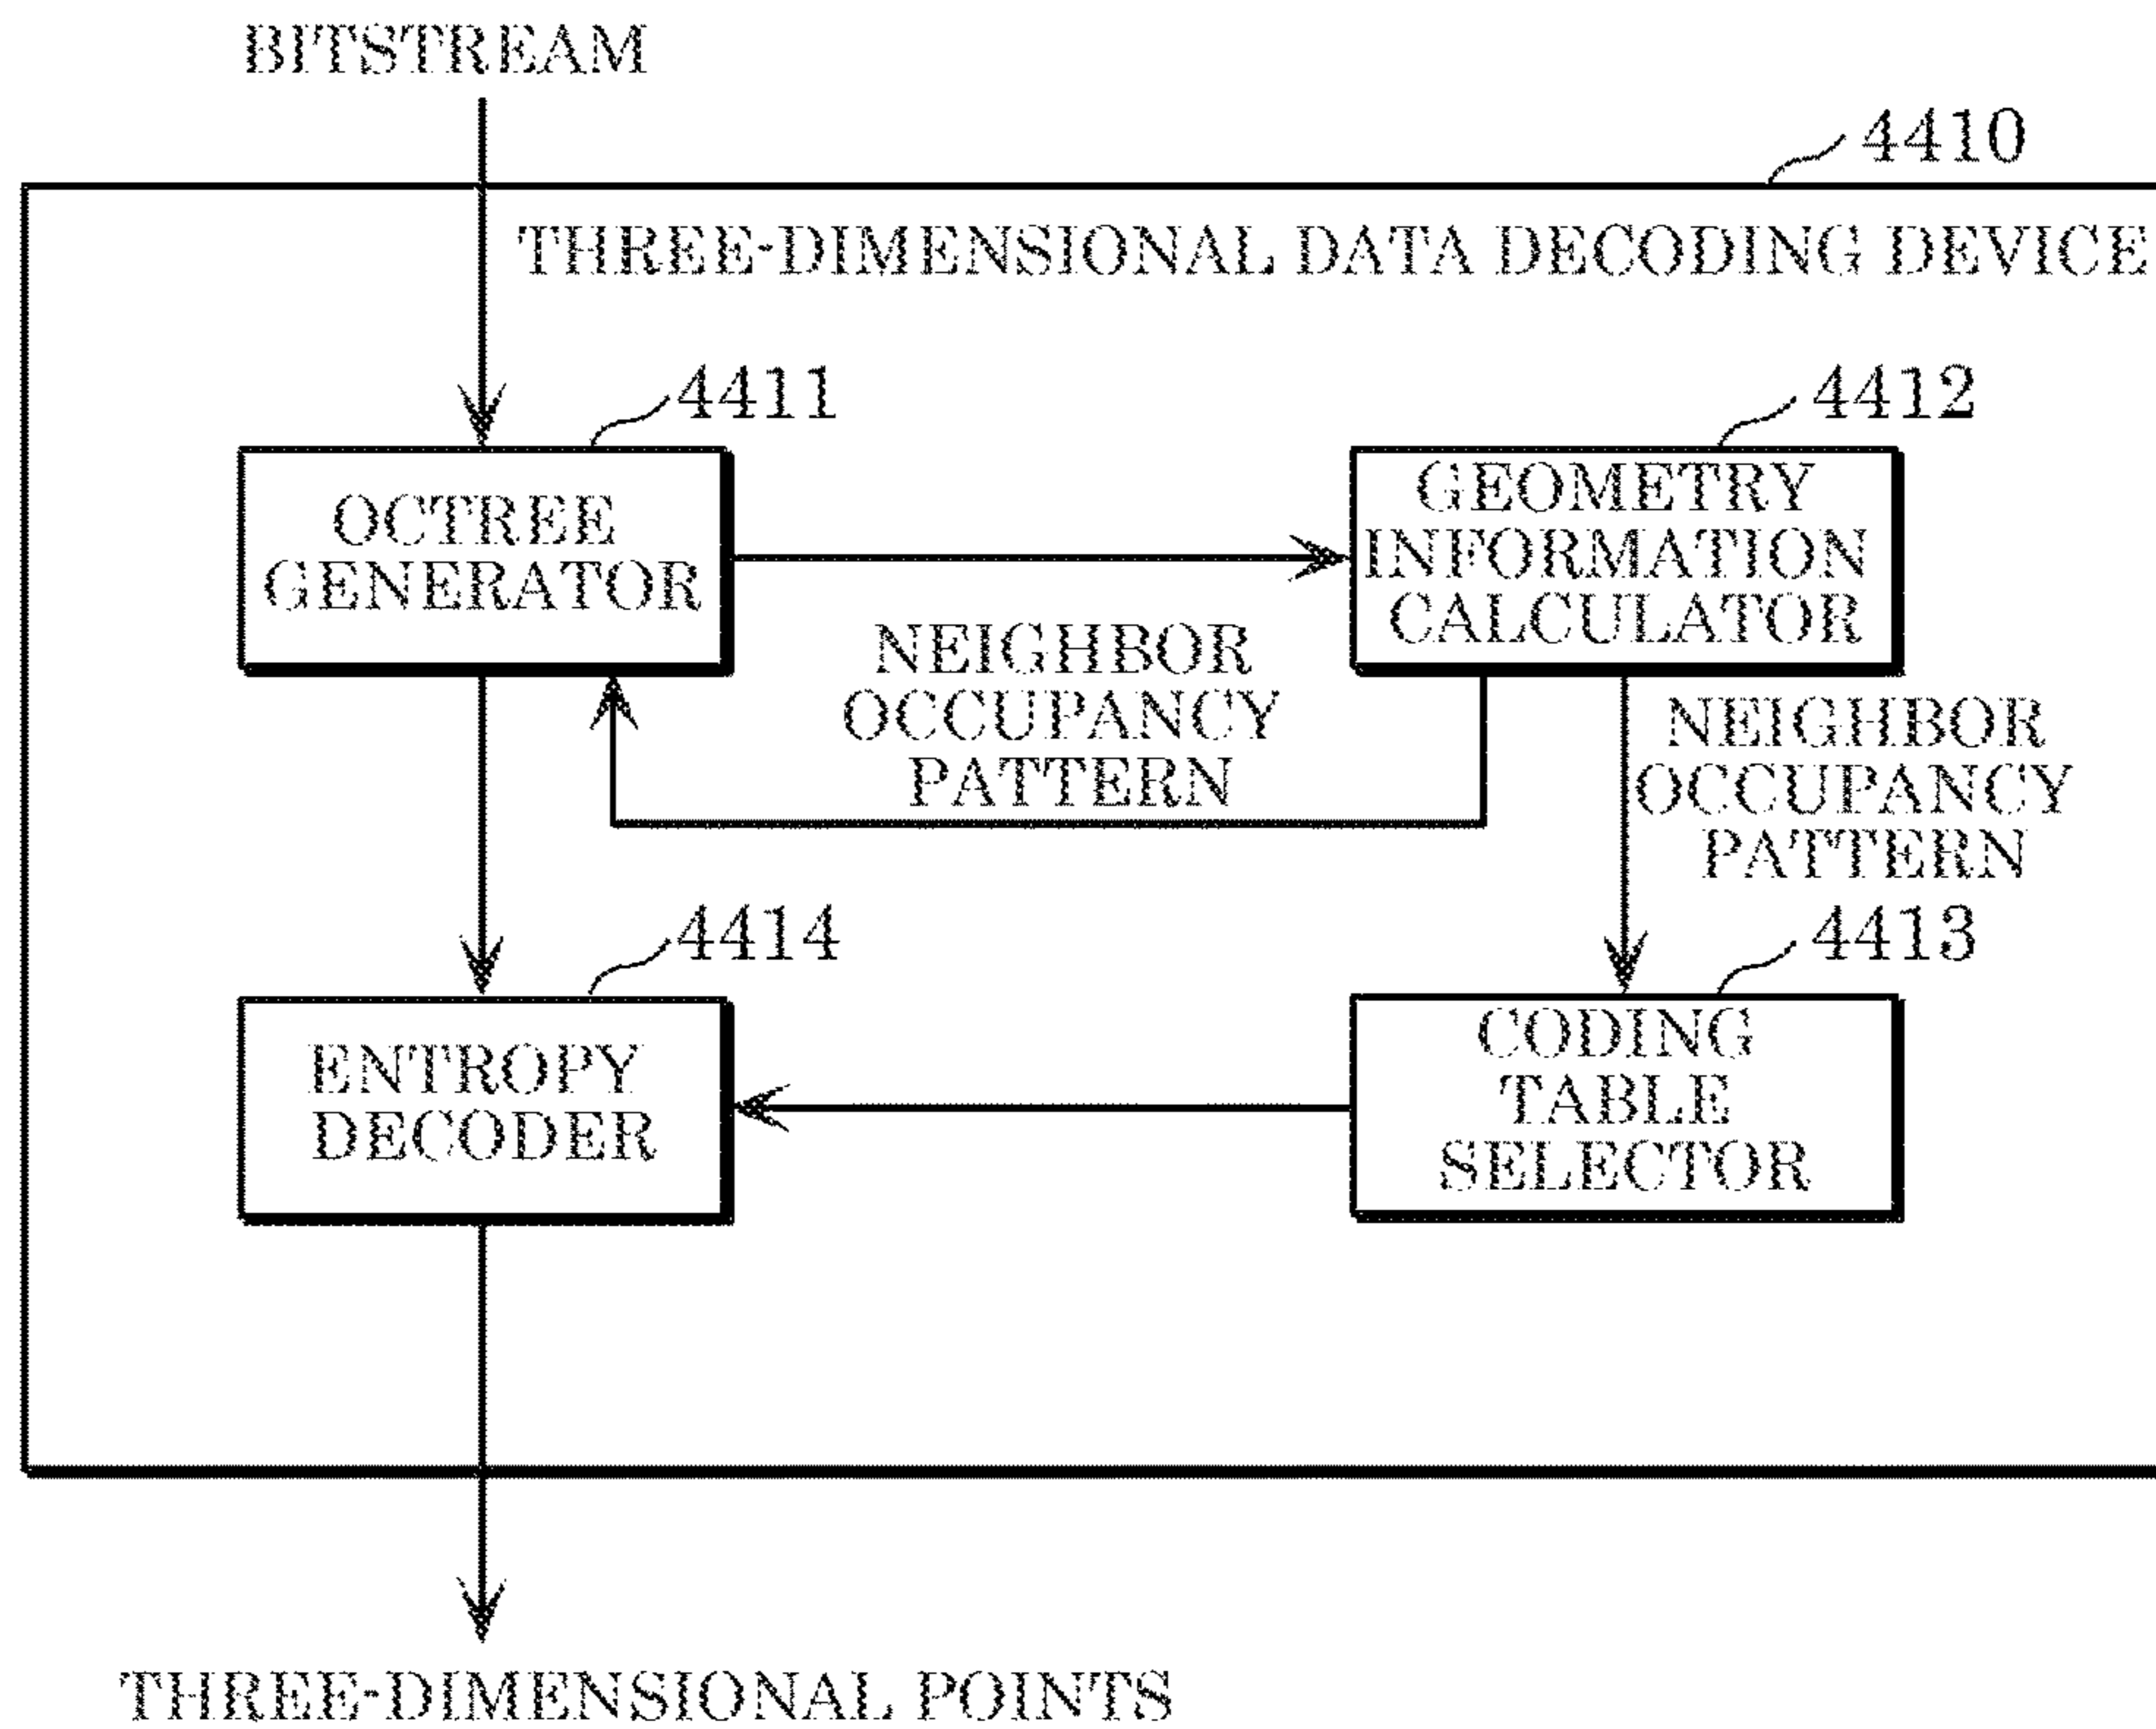 BITSTREAM
4410
THREE-DIMENSIONAL DATA DECODING DEVICE
4411
4412
OCTREE
GENERATOR
GEOMETRY
INFORMATION
CALCULATOR
NEIGHBOR
OCCUPANCY
PATTERN
NEIGHBOR
OCCUPANCY
PATTERN
4414
4413
ENTROPY
DECODER
CODING
TABLE
SELECTOR
THREE-DIMENSIONAL POINTS